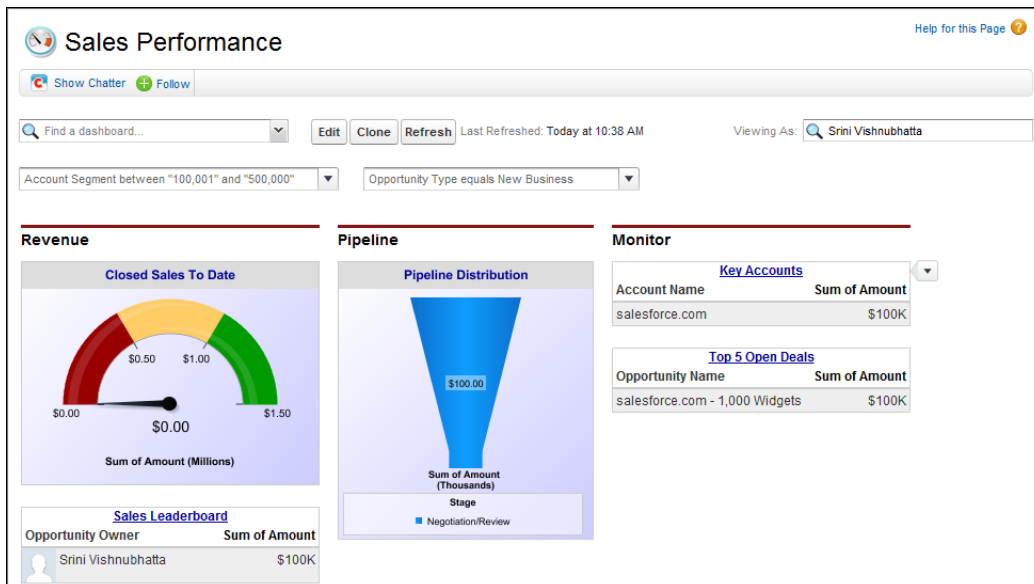 Help for this Page
Sales Performance
Show Chatter Follow
Find a dashboard... Edit Clone Refresh Last Refreshed: Today at 10:38 AM Viewing As: Srini Vishnubhatta
Account Segment between "100,001" and "500,000" Opportunity Type equals New Business
Revenue
Closed Sales To Date
$0.50 $1.00
$0.00 $1.50
$0.00
Sum of Amount (Millions)
Sales Leaderboard
Opportunity Owner Sum of Amount
Srini Vishnubhatta $100K
Pipeline
Pipeline Distribution
$100.00
Sum of Amount
(Thousands)
Stage
Negotiation/Review
Monitor
Key Accounts
Account Name Sum of Amount
salesforce.com $100K
Top 5 Open Deals
Opportunity Name Sum of Amount
salesforce.com - 1,000 Widgets $100K